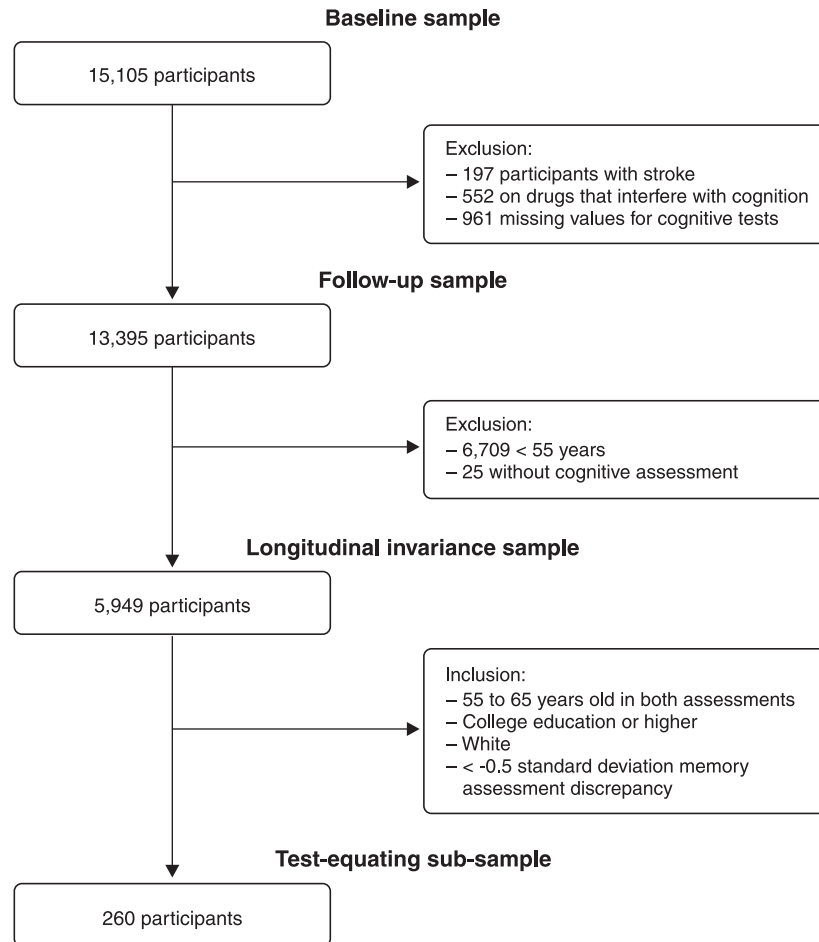 Baseline sample
15,105 participants
Exclusion:
– 197 participants with stroke
– 552 on drugs that interfere with cognition
– 961 missing values for cognitive tests
Follow-up sample
13,395 participants
Exclusion:
– 6,709 < 55 years
– 25 without cognitive assessment
Longitudinal invariance sample
5,949 participants
Inclusion:
– 55 to 65 years old in both assessments
– College education or higher
– White
– < -0.5 standard deviation memory
assessment discrepancy
Test-equating sub-sample
260 participants